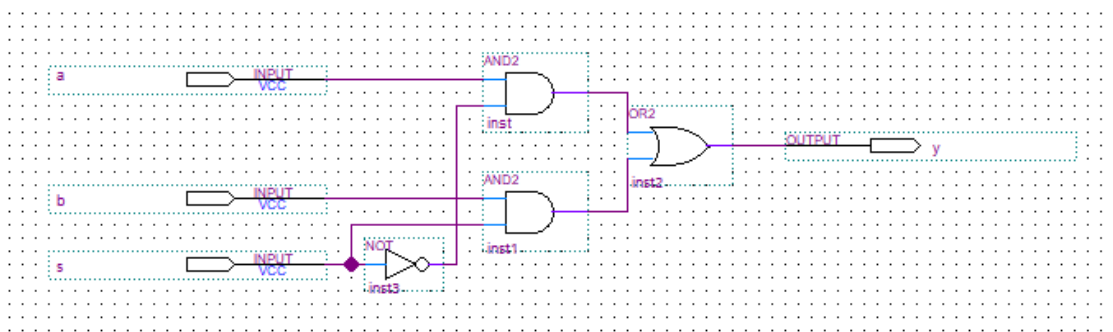 AND2
a
INPUT
VCC
inst
OR2
OUTPUT
y
AND2
inst2
b
INPUT
VCC
inst1
NOT
s
INPUT
VCC
inst3